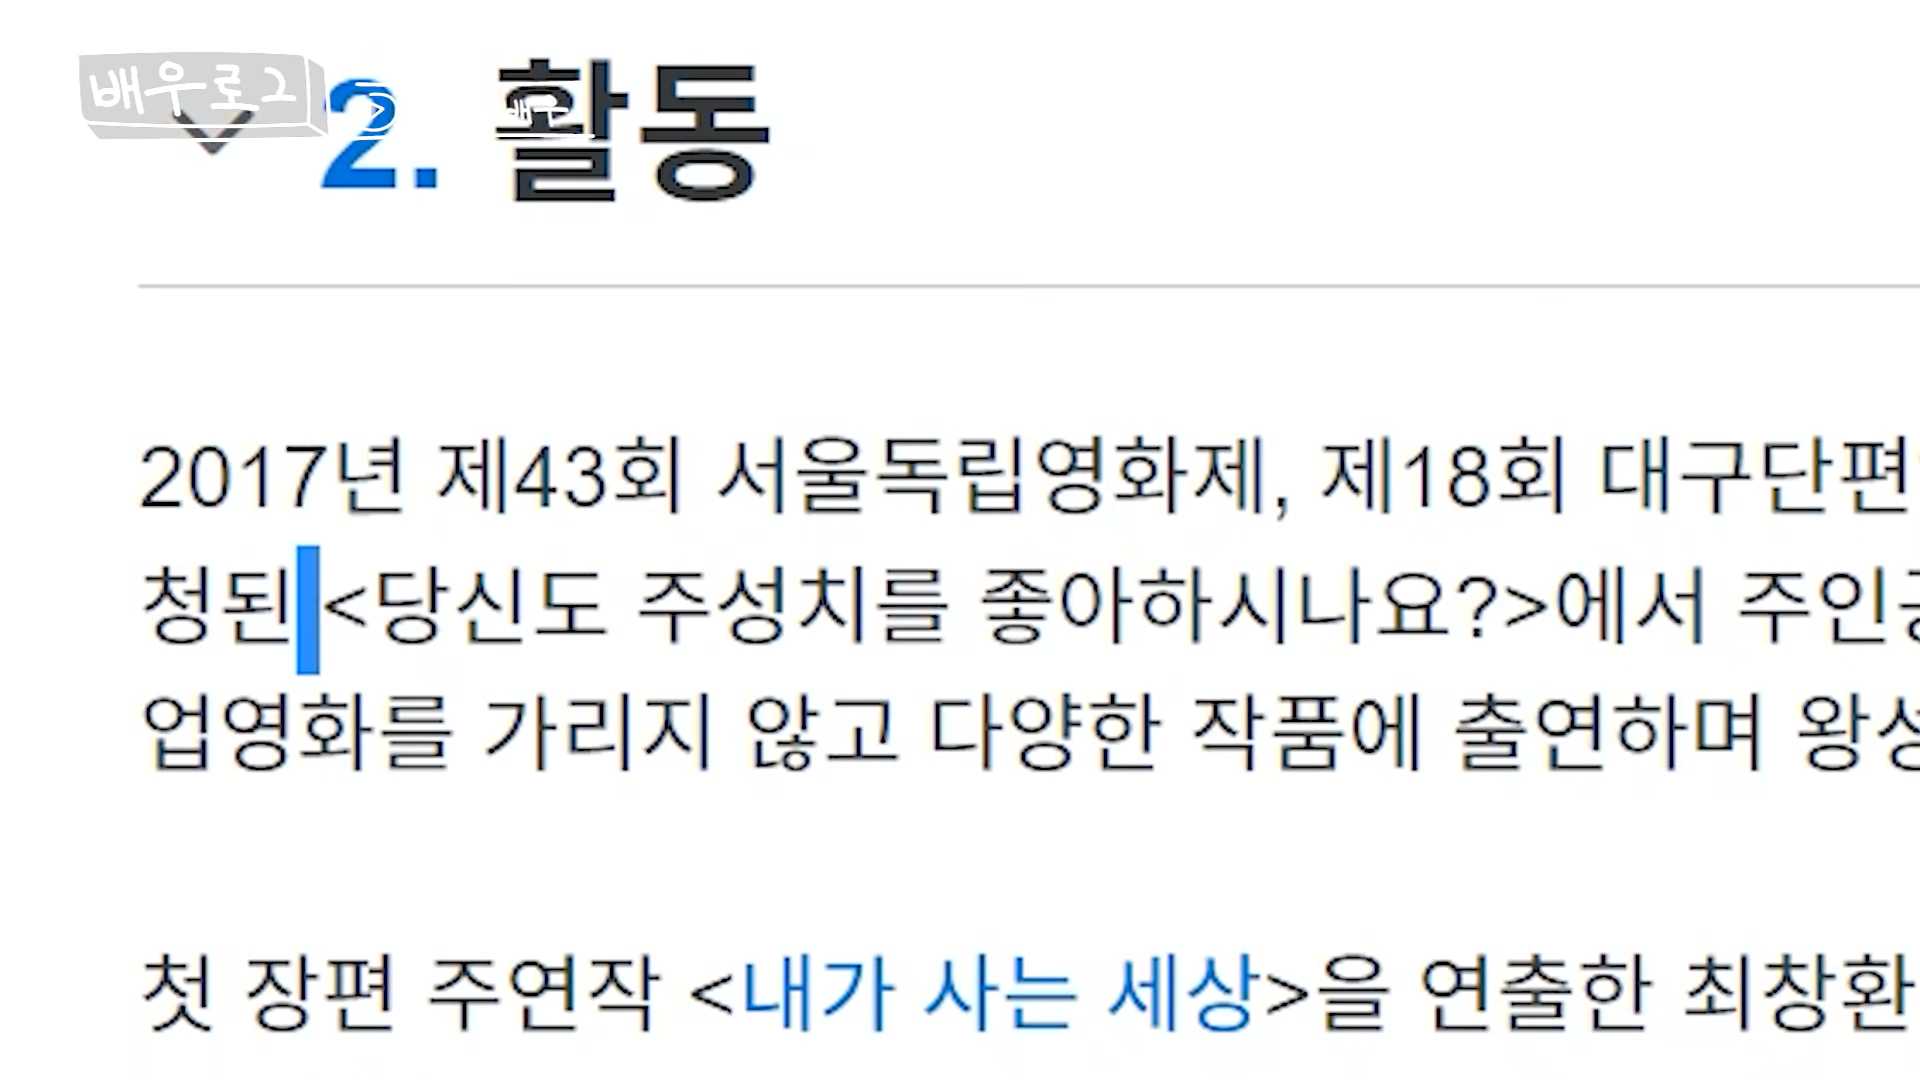 배우로그
2. 활동
배우
2017년 제43회 서울독립영화제, 제18회 대구단편
청된 <당신도 주성치를 좋아하시나요?>에서 주인
업영화를 가리지 않고 다양한 작품에 출연하며 왕성
첫 장편 주연작 <내가 사는 세상>을 연출한 최창환